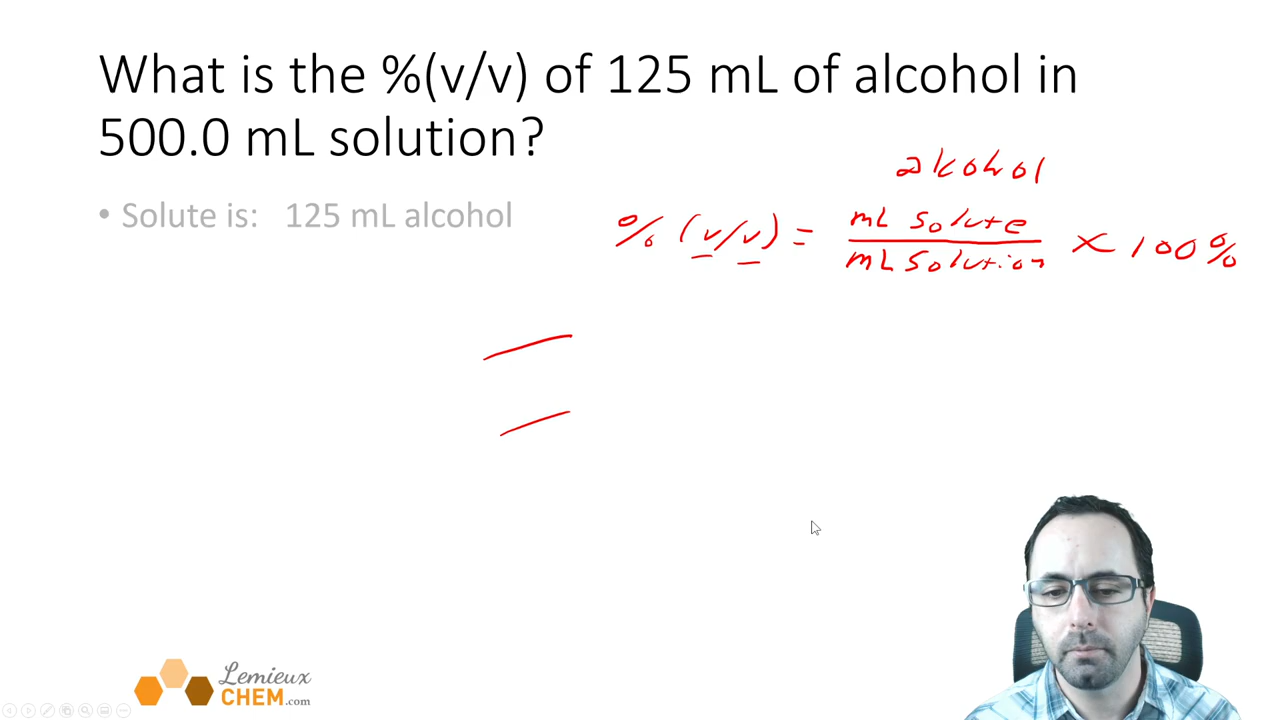 What is the %(v/v) of 125 mL of alcohol in
500.0 mL solution?
• Solute is: 125 mL alcohol
alcohol
% (v/v) = mL Solute / mL Solution × 100%
Lemieux
CHEM.com